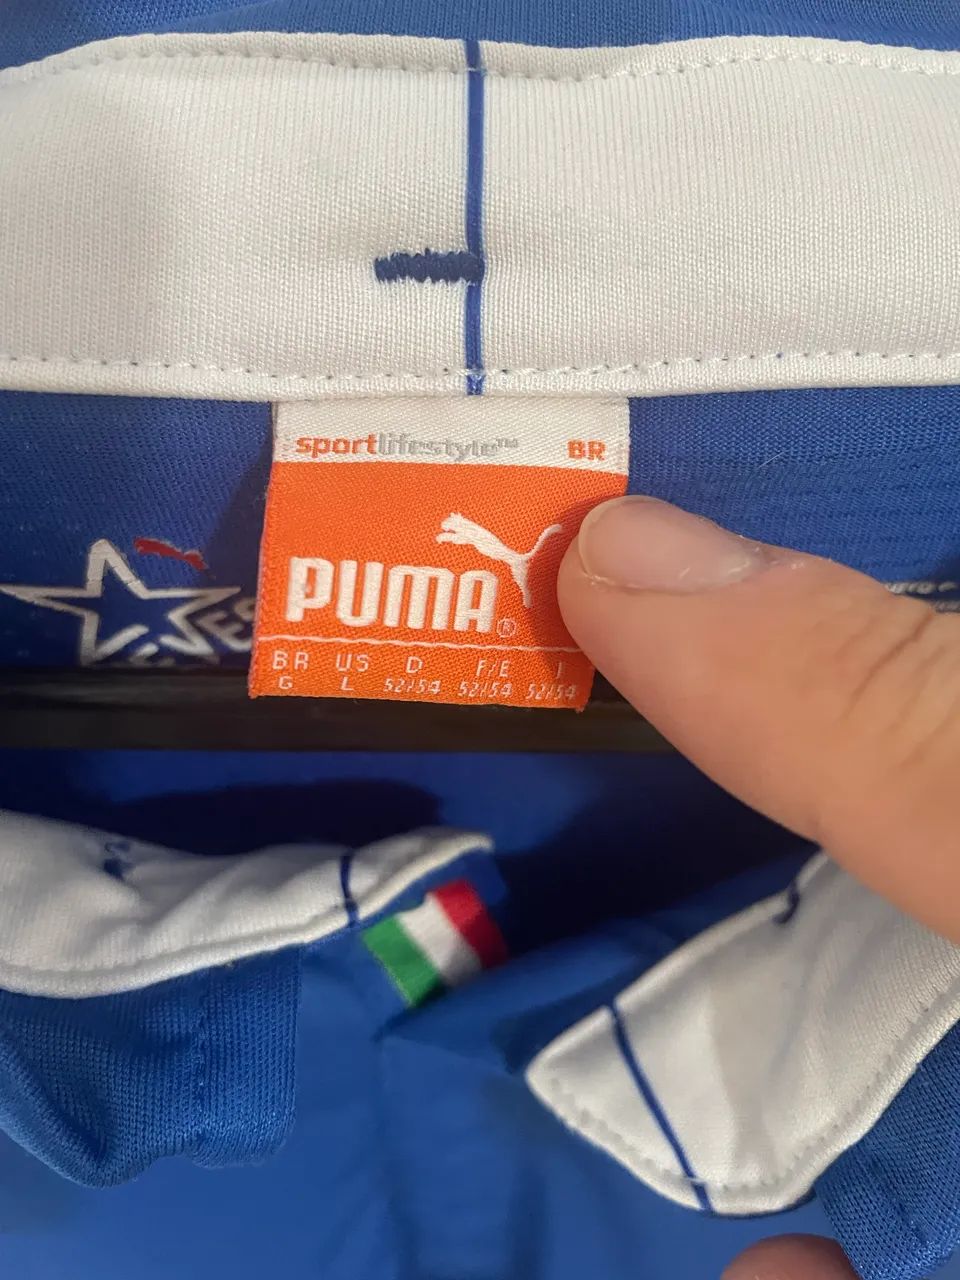 sportlifestyle™ BR
PUMA®
BR US D F/E I
G L 52/54 52/54 52/54